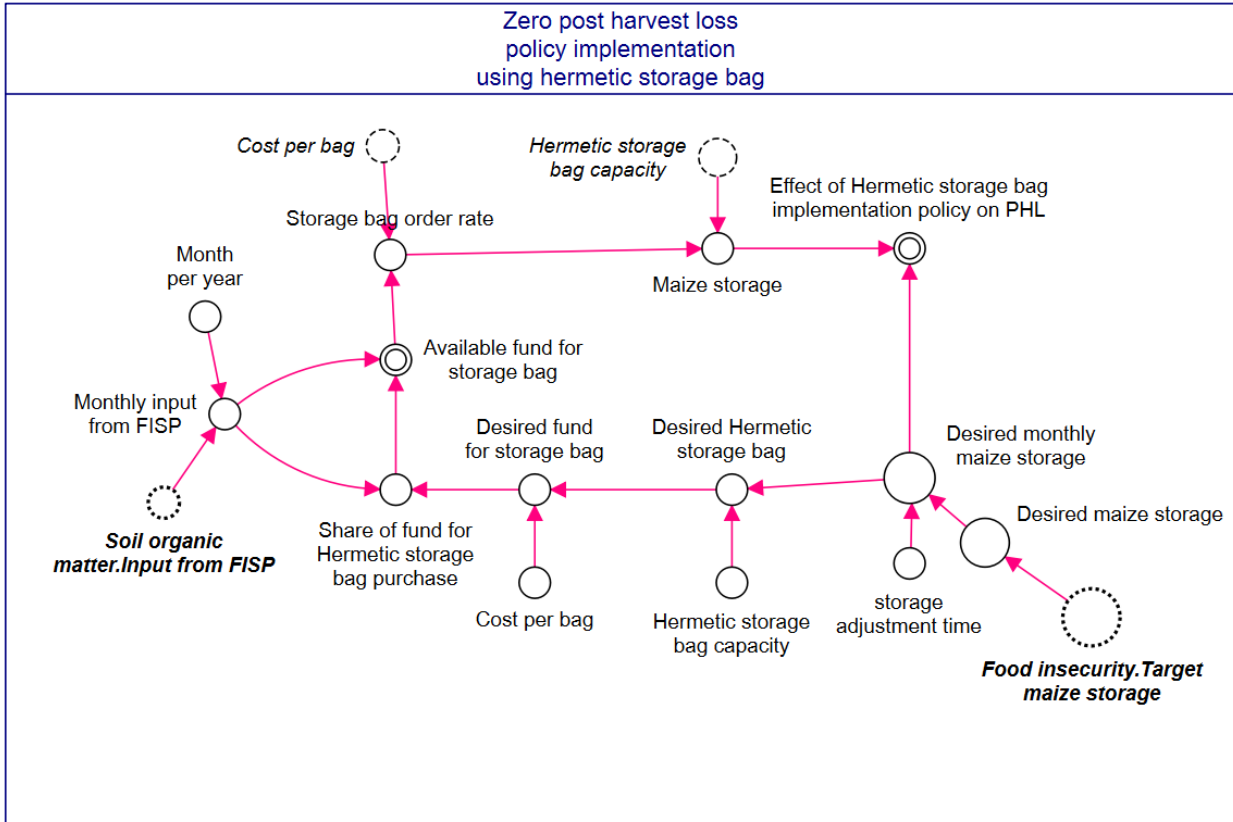 Zero post harvest loss
policy implementation
using hermetic storage bag
Cost per bag
Hermetic storage
bag capacity
Effect of Hermetic storage bag
implementation policy on PHL
Storage bag order rate
Month
per year
Maize storage
Available fund for
storage bag
Monthly input
from FISP
Desired fund
for storage bag
Desired Hermetic
storage bag
Desired monthly
maize storage
Desired maize storage
Soil organic
matter.Input from FISP
Share of fund for
Hermetic storage
bag purchase
Cost per bag
Hermetic storage
bag capacity
storage
adjustment time
Food insecurity.Target
maize storage